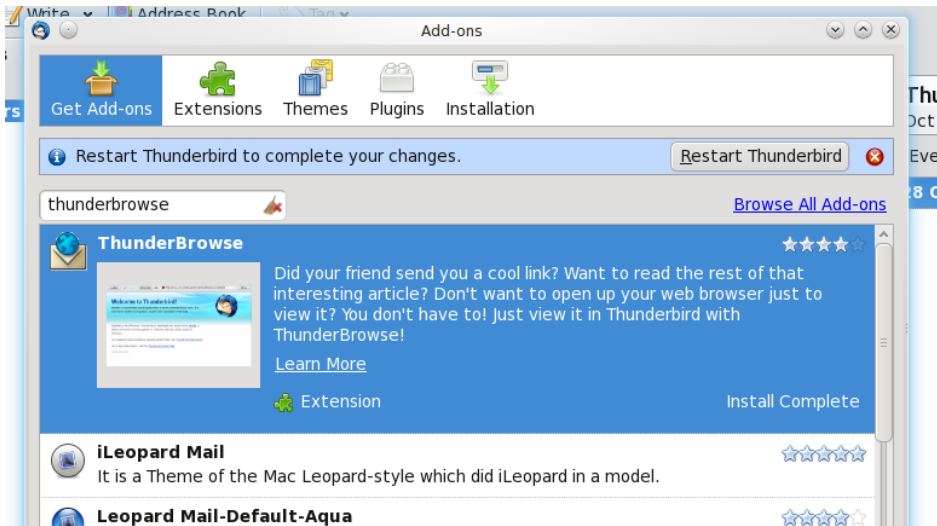 Write Address Book Tag
Add-ons
Get Add-ons Extensions Themes Plugins Installation
Restart Thunderbird to complete your changes. Restart Thunderbird
thunderbrowse Browse All Add-ons
ThunderBrowse
Did your friend send you a cool link? Want to read the rest of that
interesting article? Don't want to open up your web browser just to
view it? You don't have to! Just view it in Thunderbird with
ThunderBrowse!
Welcome to Thunderbird!
Learn More
Extension Install Complete
iLeopard Mail
It is a Theme of the Mac Leopard-style which did iLeopard in a model.
Leopard Mail-Default-Aqua